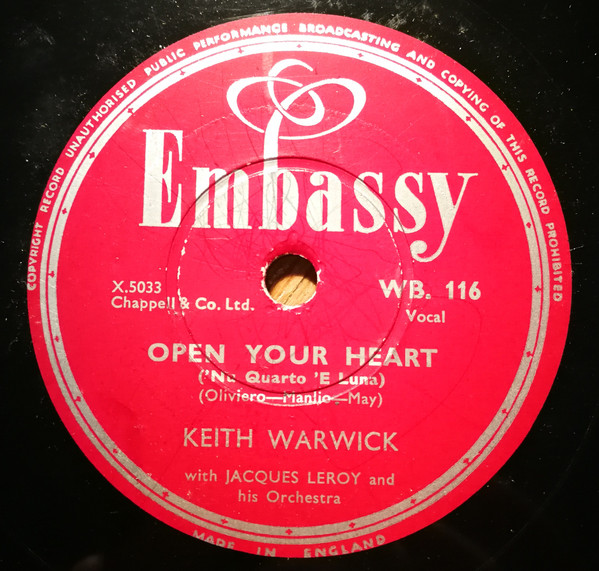 COPYRIGHT RECORD UNAUTHORISED PUBLIC PERFORMANCE BROADCASTING AND COPYING OF THIS RECORD PROHIBITED
Embassy
X.5033
Chappell & Co. Ltd.
WB. 116
Vocal
OPEN YOUR HEART
('Nu Quarto 'E Luna)
(Oliviero—Manlio—May)
KEITH WARWICK
with JACQUES LEROY and
his Orchestra
MADE IN ENGLAND